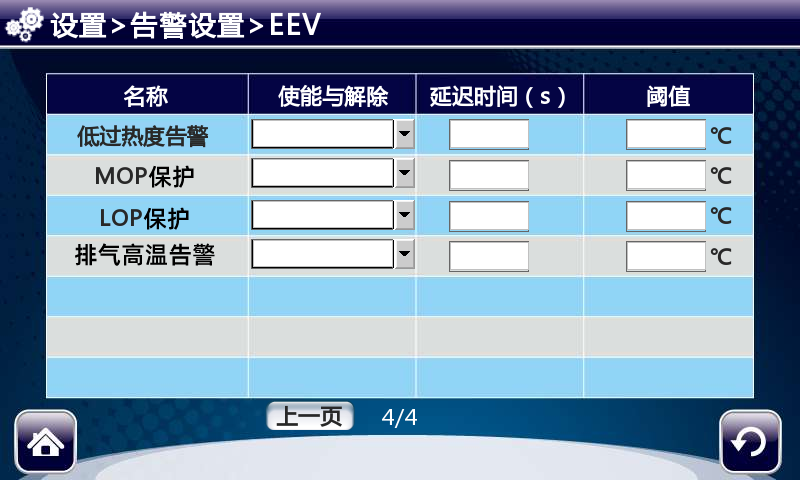 设置>告警设置>EEV
名称 使能与解除 延迟时间（s） 阈值
低过热度告警 ℃
MOP保护 ℃
LOP保护 ℃
排气高温告警 ℃
上一页 4/4